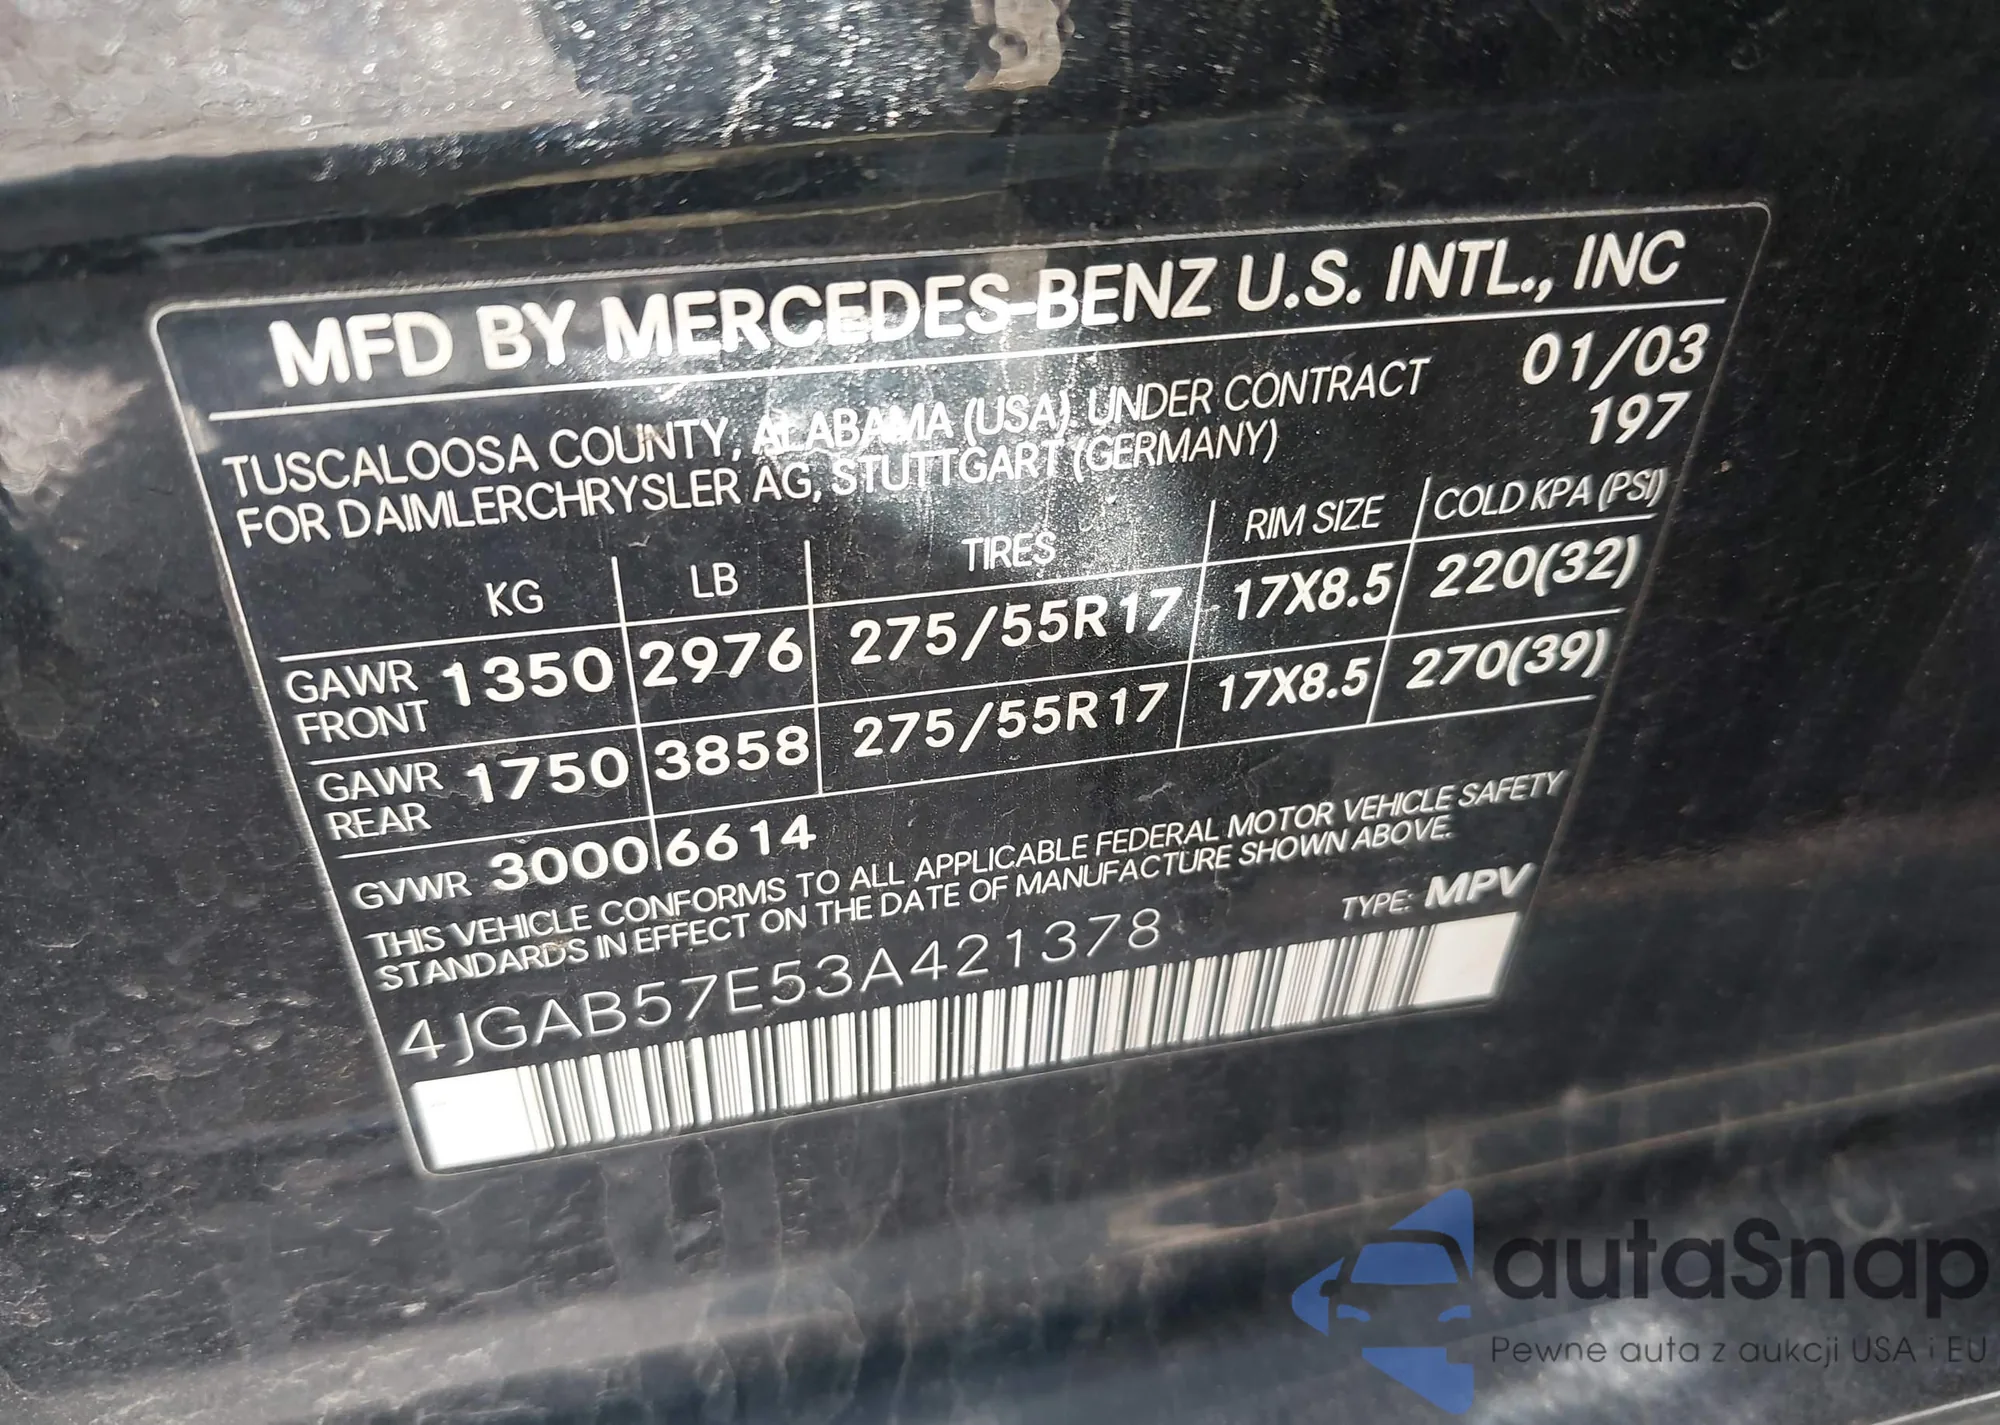 MFD BY MERCEDES-BENZ U.S. INTL., INC
TUSCALOOSA COUNTY, ALABAMA (USA) UNDER CONTRACT 01/03
FOR DAIMLERCHRYSLER AG, STUTTGART (GERMANY) 197
KG LB TIRES RIM SIZE COLD KPA (PSI)
GAWR FRONT 1350 2976 275/55R17 17X8.5 220(32)
GAWR REAR 1750 3858 275/55R17 17X8.5 270(39)
GVWR 3000 6614
THIS VEHICLE CONFORMS TO ALL APPLICABLE FEDERAL MOTOR VEHICLE SAFETY
STANDARDS IN EFFECT ON THE DATE OF MANUFACTURE SHOWN ABOVE.
4JGAB57E53A421378 TYPE: MPV
autaSnap
Pewne auta z aukcji USA i EU